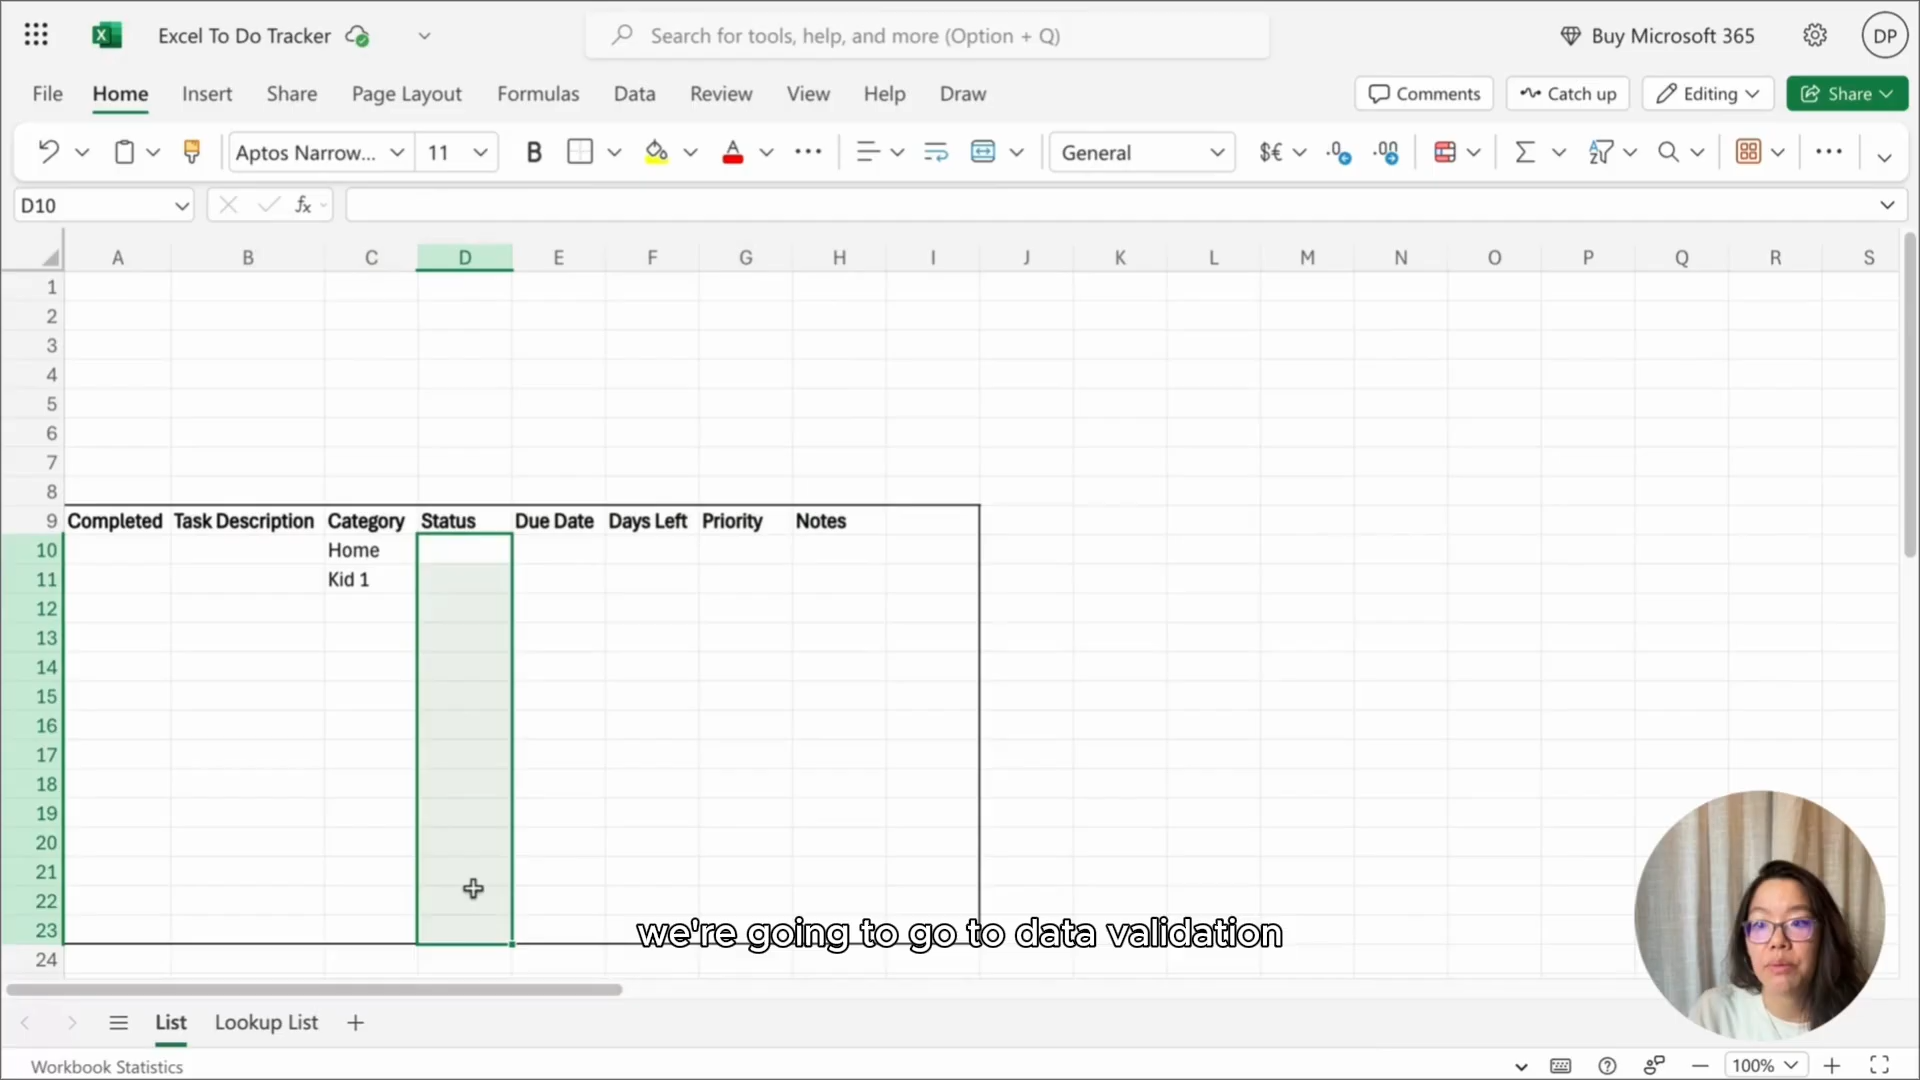 Excel To Do Tracker
Search for tools, help, and more (Option + Q)
Buy Microsoft 365
DP
File Home Insert Share Page Layout Formulas Data Review View Help Draw
Comments Catch up Editing Share
Aptos Narrow... 11 B A General $€ .0 .00 Σ
D10 fx
A B C D E F G H I J K L M N O P Q R S
1
2
3
4
5
6
7
8
9 Completed Task Description Category Status Due Date Days Left Priority Notes
10 Home
11 Kid 1
12
13
14
15
16
17
18
19
20
21
22
23
24
we're going to go to data validation
List Lookup List
Workbook Statistics 100%